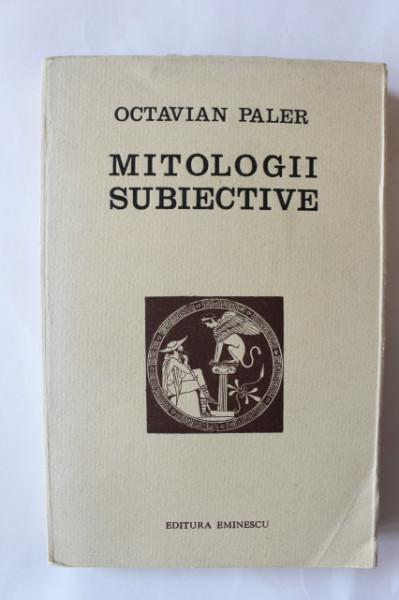 OCTAVIAN PALER
MITOLOGII
SUBIECTIVE
EDITURA EMINESCU